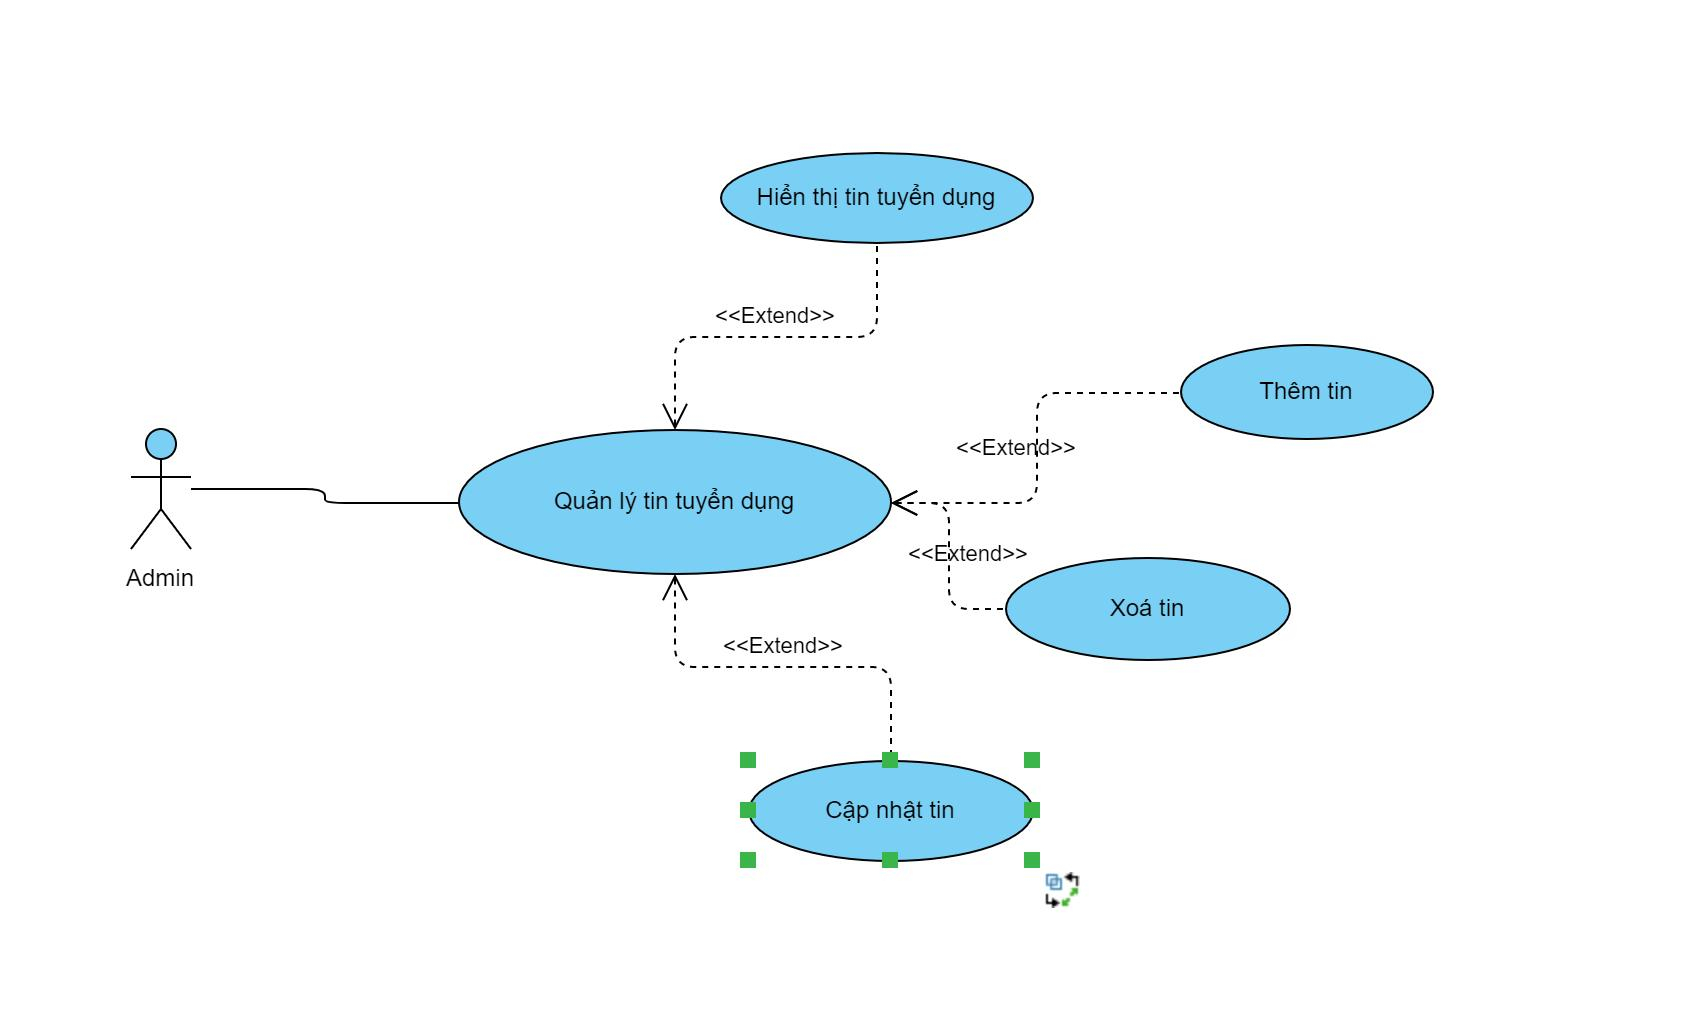 Hiển thị tin tuyển dụng
<<Extend>>
Thêm tin
<<Extend>>
Quản lý tin tuyển dụng
<<Extend>>
Admin
Xoá tin
<<Extend>>
Cập nhật tin